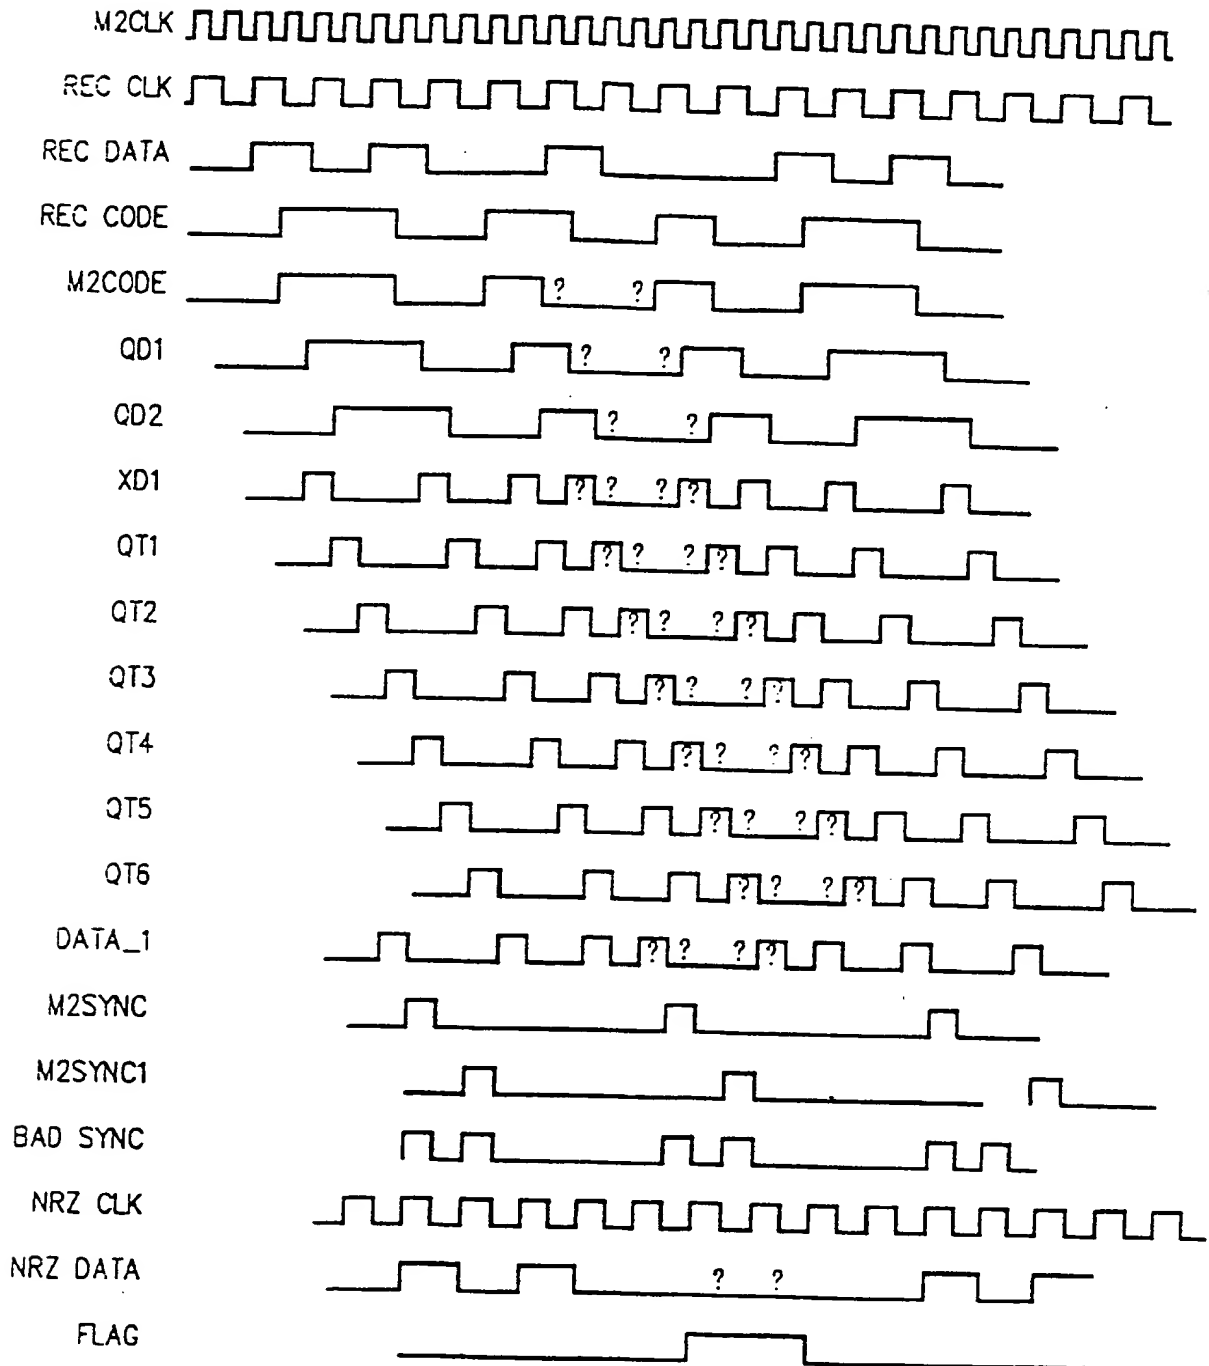 M2CLK
REC CLK
REC DATA
REC CODE
M2CODE ? ?
QD1 ? ?
QD2 ? ?
XD1 ? ? ? ?
QT1 ? ? ? ?
QT2 ? ? ? ?
QT3 ? ? ? ?
QT4 ? ? ? ?
QT5 ? ? ? ?
QT6 ? ? ? ?
DATA_1 ? ? ? ?
M2SYNC
M2SYNC1
BAD SYNC
NRZ CLK
NRZ DATA ? ?
FLAG